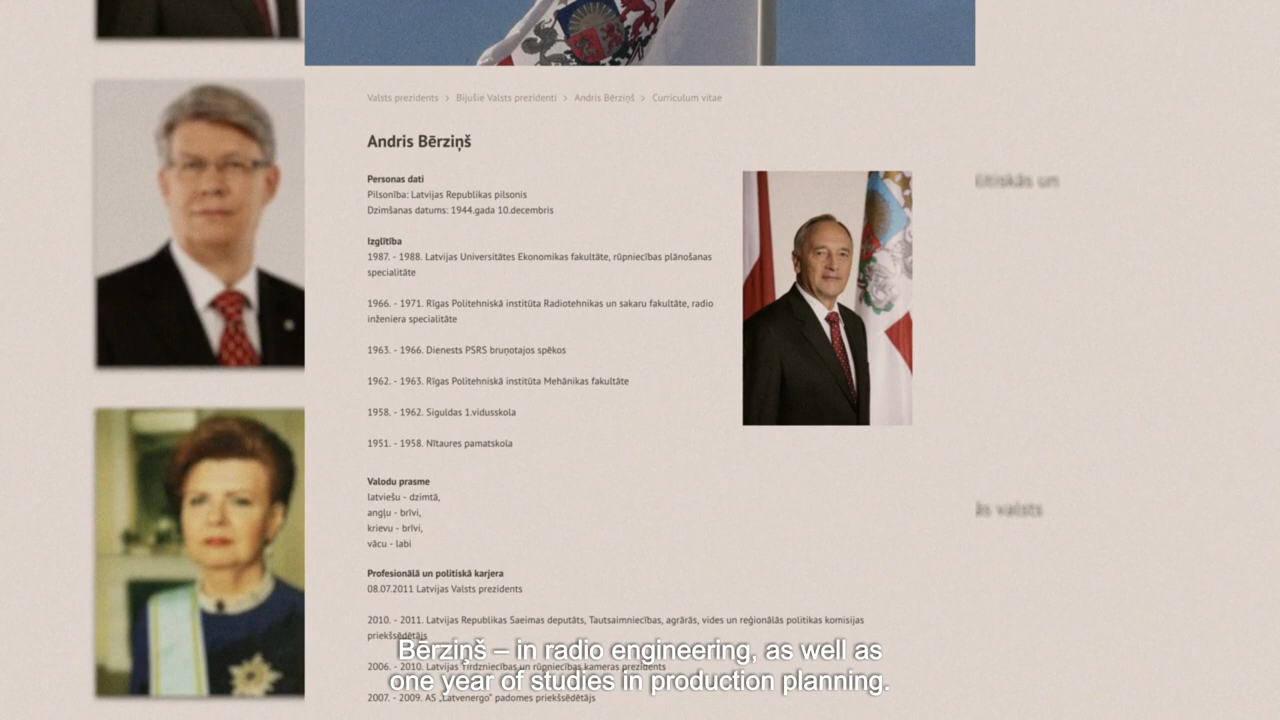 Valsts prezidents > Bijušie Valsts prezidenti > Andris Bērziņš > Curriculum vitae
Andris Bērziņš
Personas dati
Pilsonība: Latvijas Republikas pilsonis
Dzimšanas datums: 1944.gada 10.decembris
Izglītība
1987. - 1988. Latvijas Universitātes Ekonomikas fakultāte, rūpniecības plānošanas
specialitāte
1966. - 1971. Rīgas Politehniskā institūta Radiotehnikas un sakaru fakultāte, radio
inženiera specialitāte
1963. - 1966. Dienests PSRS bruņotajos spēkos
1962. - 1963. Rīgas Politehniskā institūta Mehānikas fakultāte
1958. - 1962. Siguldas 1.vidusskola
1951. - 1958. Nītaures pamatskola
Valodu prasme
latviešu - dzimtā,
angļu - brīvi,
krievu - brīvi,
vācu - labi
Profesionālā un politiskā karjera
08.07.2011 Latvijas Valsts prezidents
2010. - 2011. Latvijas Republikas Saeimas deputāts, Tautsaimniecības, agrārās, vides un reģionālās politikas komisijas
priekšsēdētājs
2006. - 2010. Latvijas Tirdzniecības un rūpniecības kameras prezidents
2007. - 2009. AS „Latvenergo" padomes priekšsēdētājs
un
valsts
Bērziņš – in radio engineering, as well as
one year of studies in production planning.